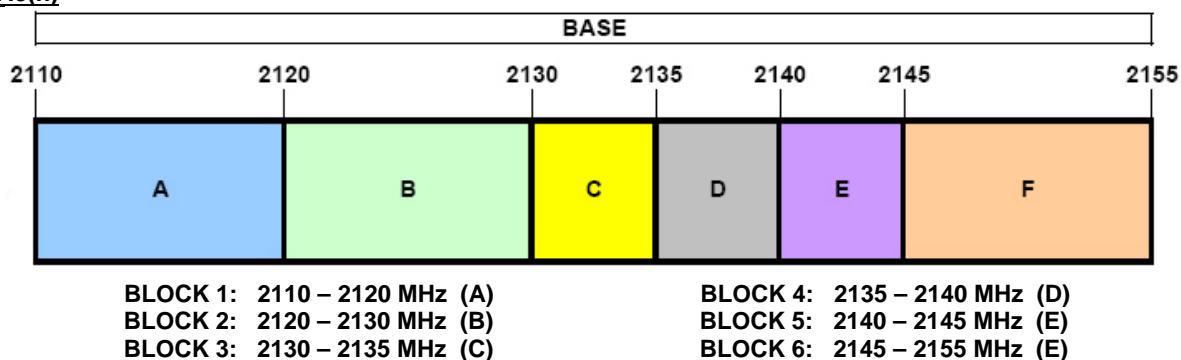 BASE
2110 2120 2130 2135 2140 2145 2155
A B C D E F
BLOCK 1: 2110 – 2120 MHz (A)
BLOCK 2: 2120 – 2130 MHz (B)
BLOCK 3: 2130 – 2135 MHz (C)
BLOCK 4: 2135 – 2140 MHz (D)
BLOCK 5: 2140 – 2145 MHz (E)
BLOCK 6: 2145 – 2155 MHz (E)